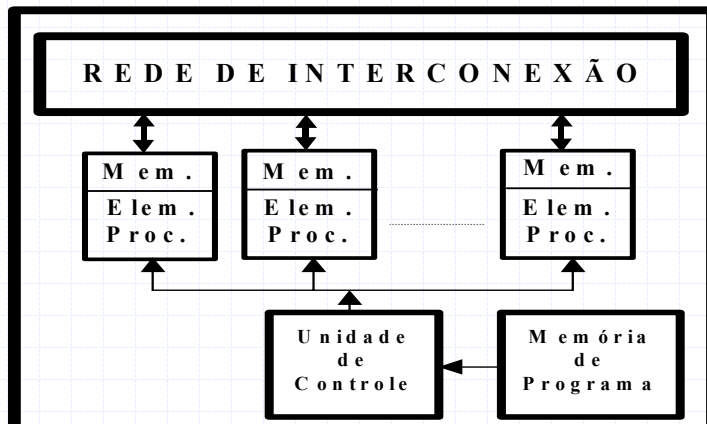 REDE DE INTERCONEXÃO
Mem.
Elem.
Proc.
Mem.
Elem.
Proc.
Mem.
Elem.
Proc.
Unidade
de
Controle
Memória
de
Programa